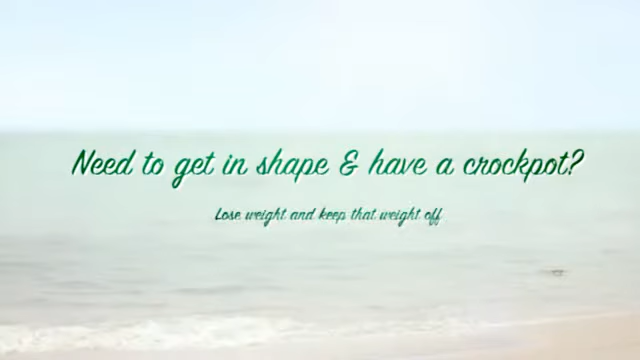 Need to get in shape & have a crockpot?
Lose weight and keep that weight off